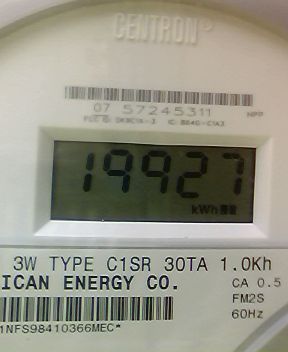 CENTRON®
07 57245311 NPP
19927
kWh
3W TYPE C1SR 30TA 1.0Kh
ICAN ENERGY CO. CA 0.5
FM2S
60Hz
1NFS98410366MEC*